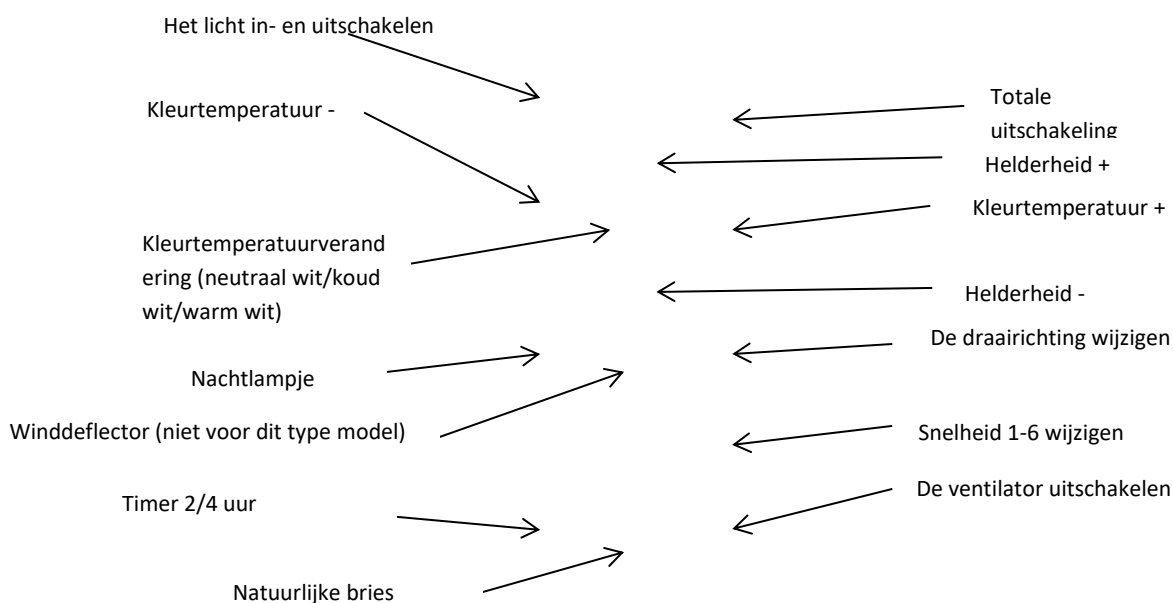 Het licht in- en uitschakelen
Kleurtemperatuur -
Totale
uitschakeling
Helderheid +
Kleurtemperatuur +
Kleurtemperatuurverand
ering (neutraal wit/koud
wit/warm wit)
Helderheid -
De draairichting wijzigen
Nachtlampje
Winddeflector (niet voor dit type model)
Snelheid 1-6 wijzigen
De ventilator uitschakelen
Timer 2/4 uur
Natuurlijke bries